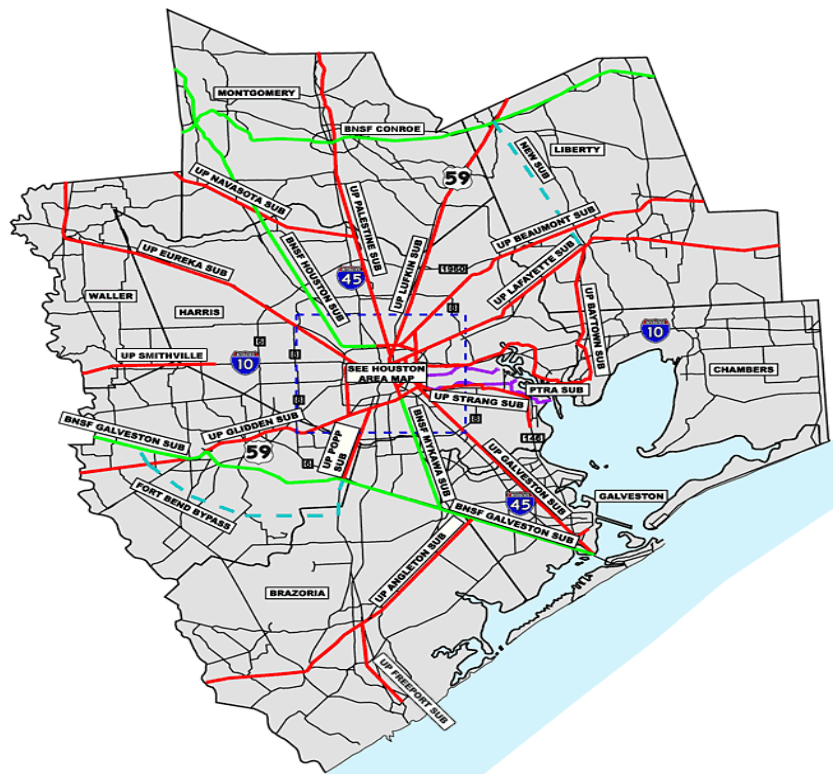 MONTGOMERY
BNSF CONROE
LIBERTY
NEW SUB
59
UP NAVASOTA SUB
UP PALESTINE SUB
UP LUFKIN SUB
UP BEAUMONT SUB
UP EUREKA SUB
BNSF HOUSTON SUB
UP LAFAYETTE SUB
1960
45
UP BAYTOWN SUB
WALLER
HARRIS
8
10
6
8
UP SMITHVILLE
10
SEE HOUSTON
AREA MAP
CHAMBERS
PTRA SUB
UP STRANG SUB
8
BNSF GALVESTON SUB
UP GLIDDEN SUB
8
146
59
6
UP POPP
SUB
BNSF MYKAWA SUB
UP GALVESTON SUB
FORT BEND BYPASS
45
GALVESTON
BNSF GALVESTON SUB
UP ANGLETON SUB
BRAZORIA
UP FREEPORT SUB